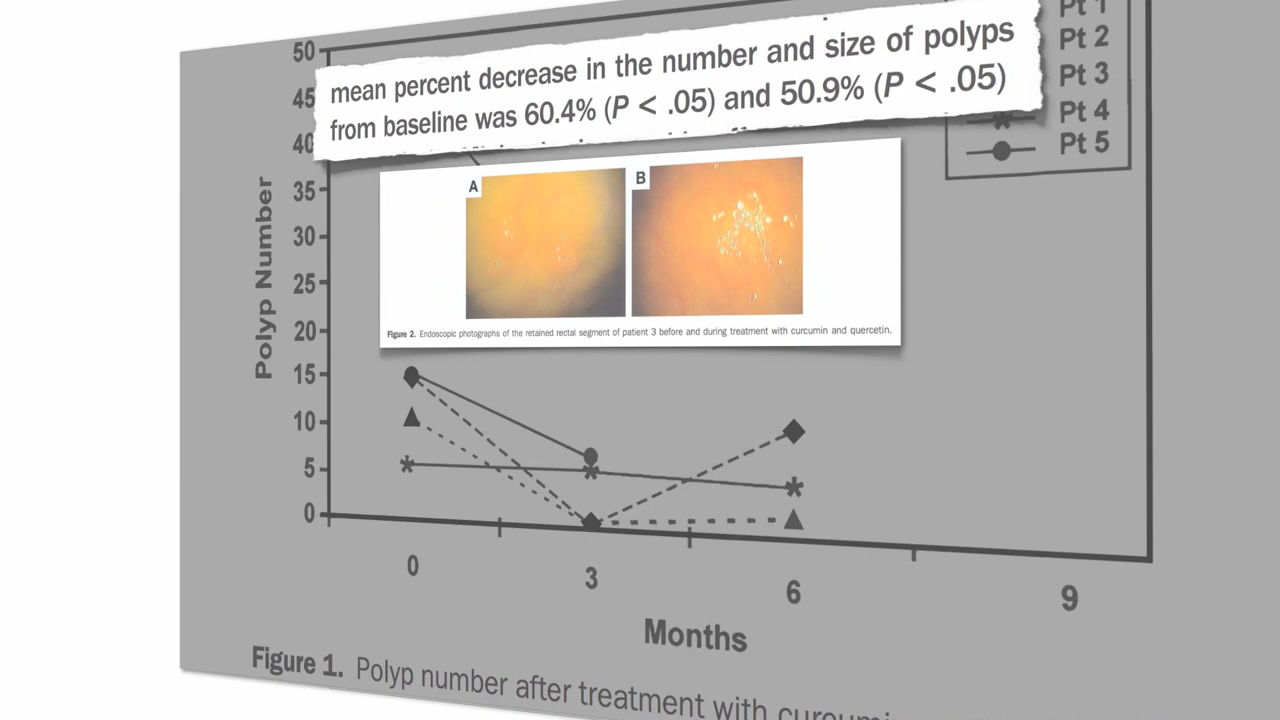 mean percent decrease in the number and size of polyps
from baseline was 60.4% (P < .05) and 50.9% (P < .05)
Pt 1
Pt 2
Pt 3
Pt 4
Pt 5
50
45
40
35
30
25
20
15
10
5
0
Polyp Number
A
B
Figure 2. Endoscopic photographs of the retained rectal segment of patient 3 before and during treatment with curcumin and quercetin.
0
3
6
9
Months
Figure 1. Polyp number after treatment with